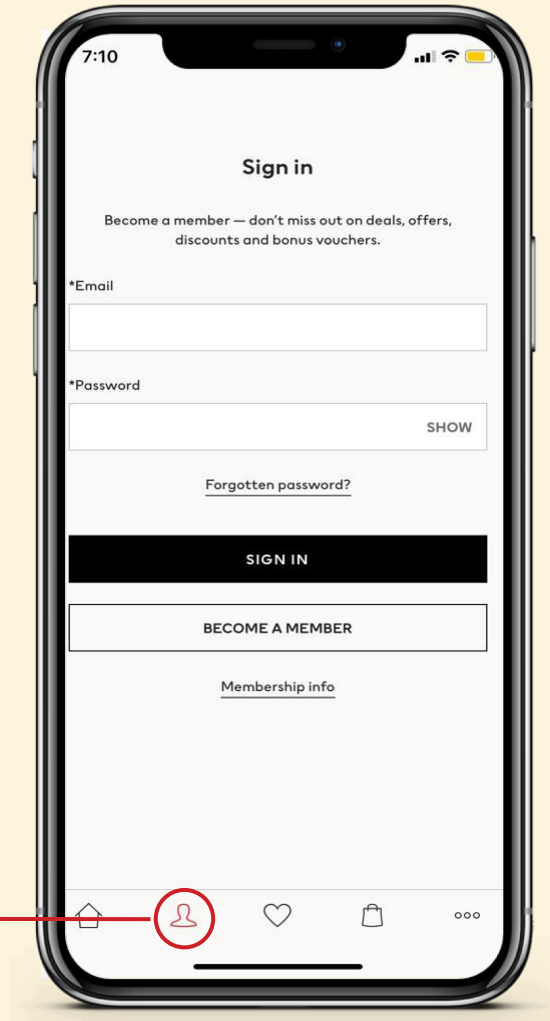 7:10
Sign in
Become a member — don't miss out on deals, offers,
discounts and bonus vouchers.
*Email
*Password
SHOW
Forgotten password?
SIGN IN
BECOME A MEMBER
Membership info